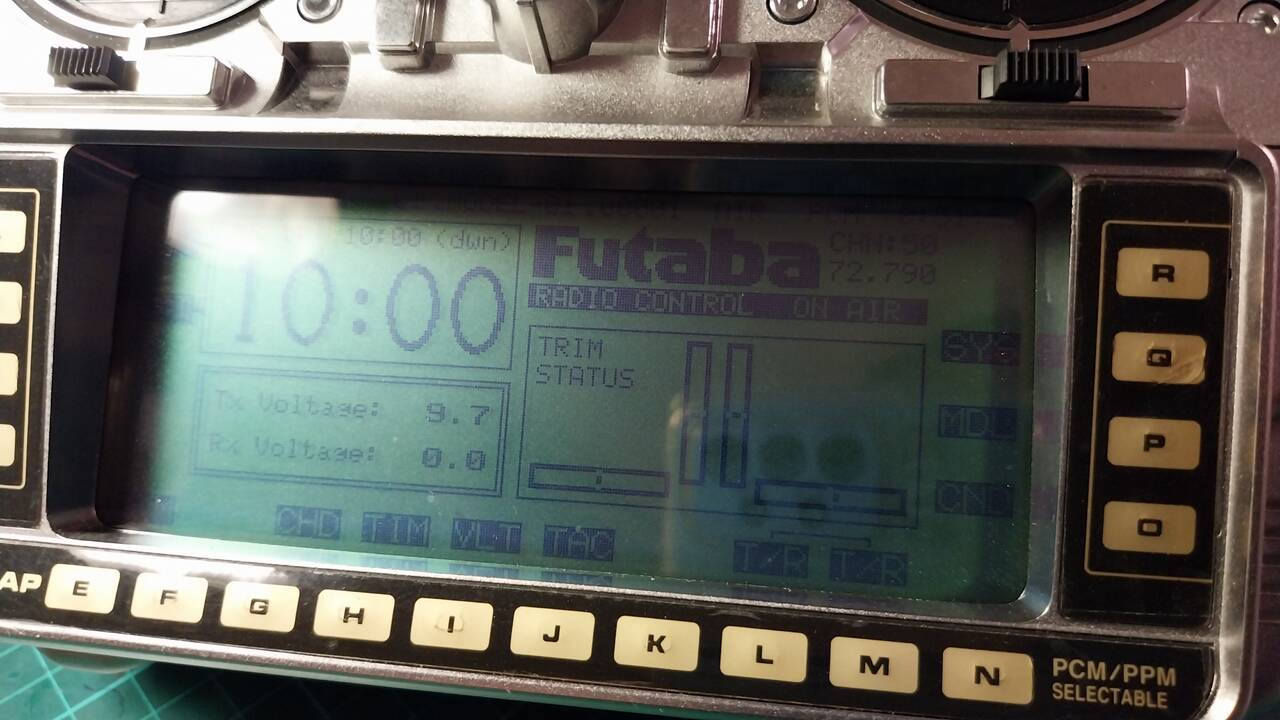 10:00 (dwn)
10:00
Tx Voltage: 9.7
Rx Voltage: 0.0
Futaba
CHN:50
72.790
RADIO CONTROL ON AIR
TRIM
STATUS
SYS
MDL
CND
CHD TIM VLT TAC T/R T/R
R
Q
P
O
AP E F G H I J K L M N
PCM/PPM
SELECTABLE